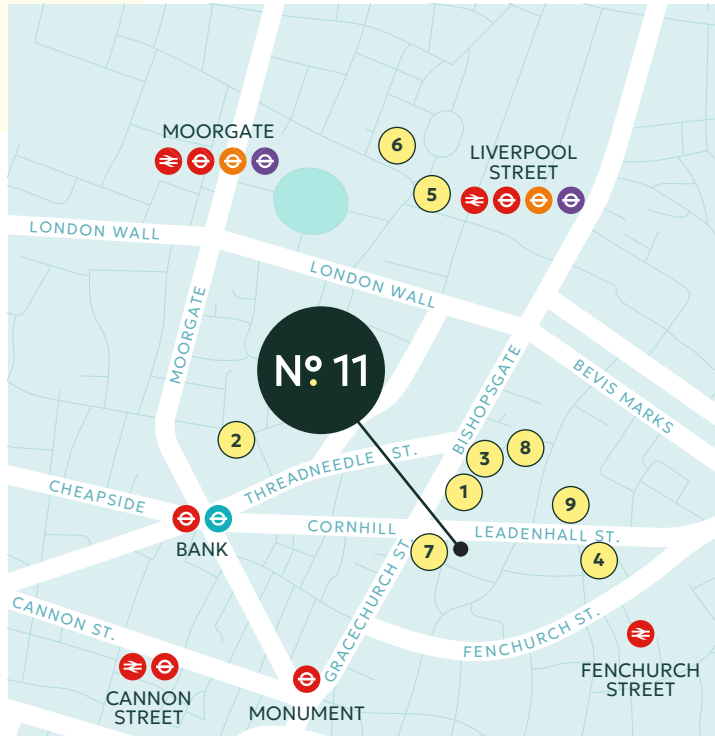 MOORGATE
6
LIVERPOOL
STREET
5
LONDON WALL
LONDON WALL
MOORGATE
Nº. 11
BISHOPSGATE
BEVIS MARKS
2
THREADNEEDLE ST.
3
8
1
9
CHEAPSIDE
BANK
CORNHILL
LEADENHALL ST.
7
4
GRACECHURCH ST.
CANNON ST.
FENCHURCH ST.
FENCHURCH
STREET
CANNON
STREET
MONUMENT